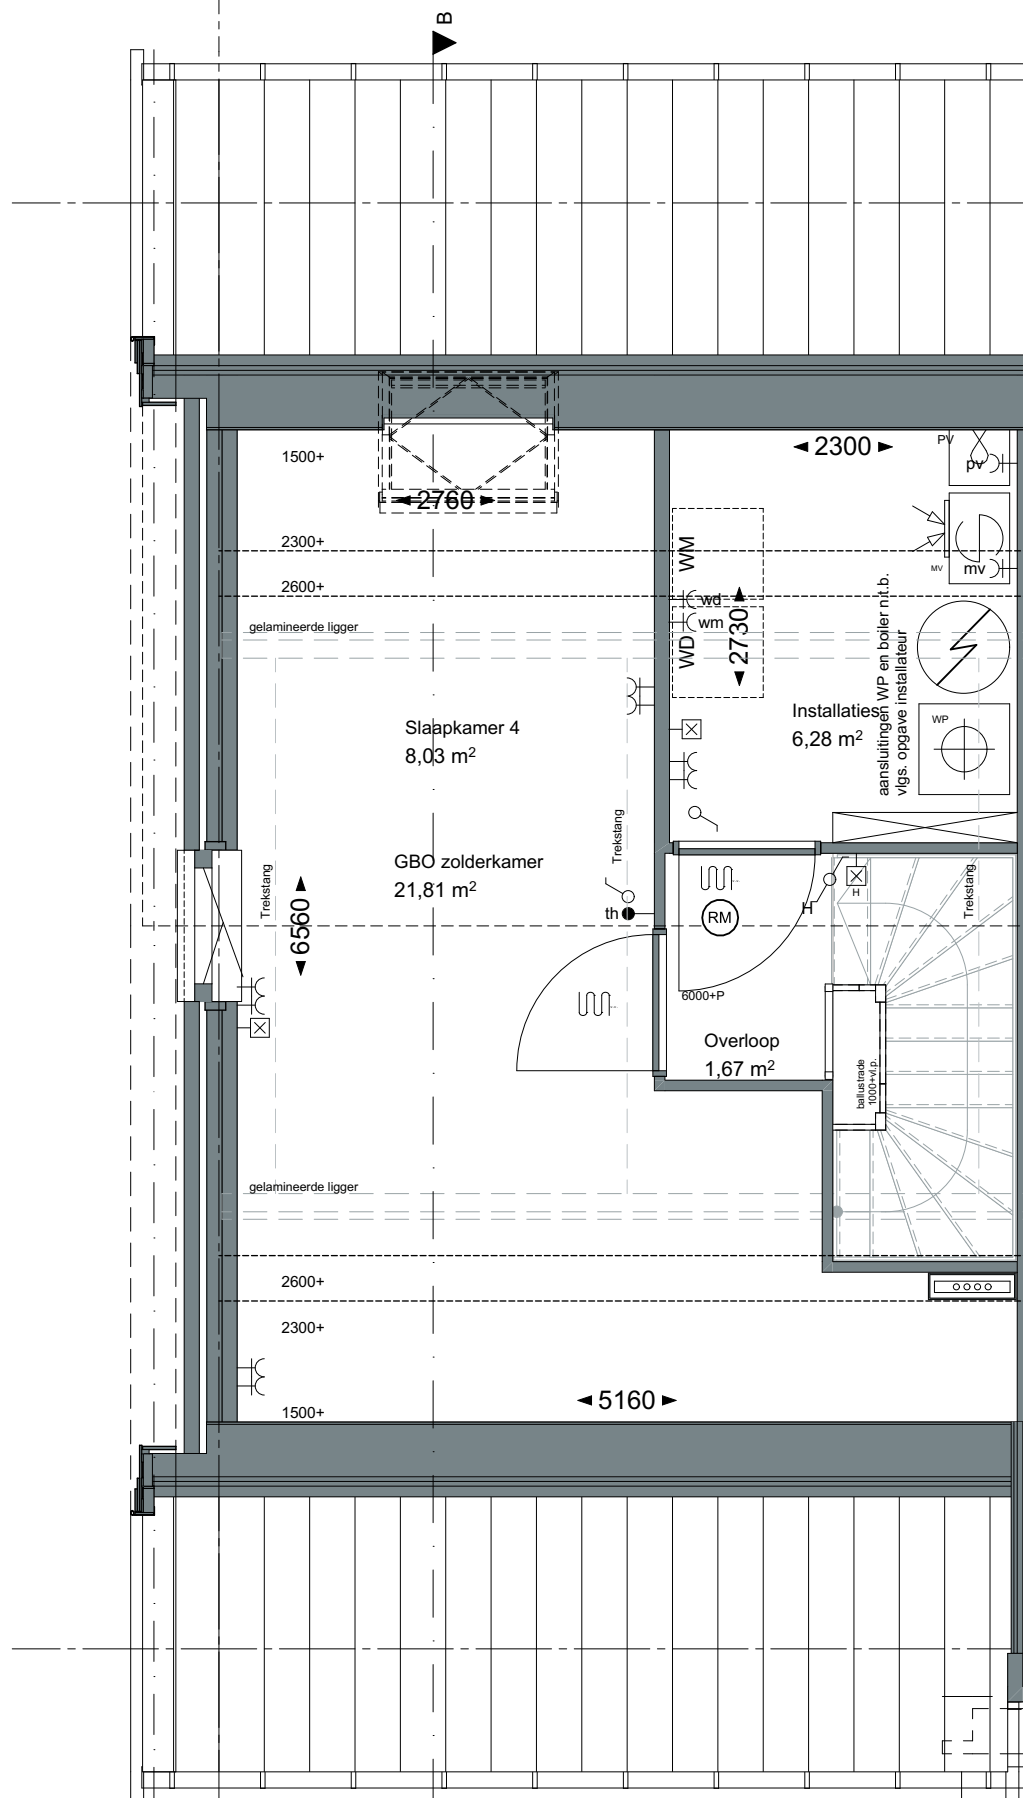 B
1500+
2300
PV
pv
2760
2300+
WM
MV
mv
2600+
wd
gelamineerde ligger
wm
WD
2730
aansluitingen WP en boiler n.t.b.
vlgs. opgave installateur
Slaapkamer 4
8,03 m²
Installaties
6,28 m²
WP
Trekstang
GBO zolderkamer
21,81 m²
Trekstang
Trekstang
6560
th
RM
H
H
6000+P
Overloop
1,67 m²
ballustrade
1000+vl.p.
gelamineerde ligger
2600+
2300+
1500+
5160